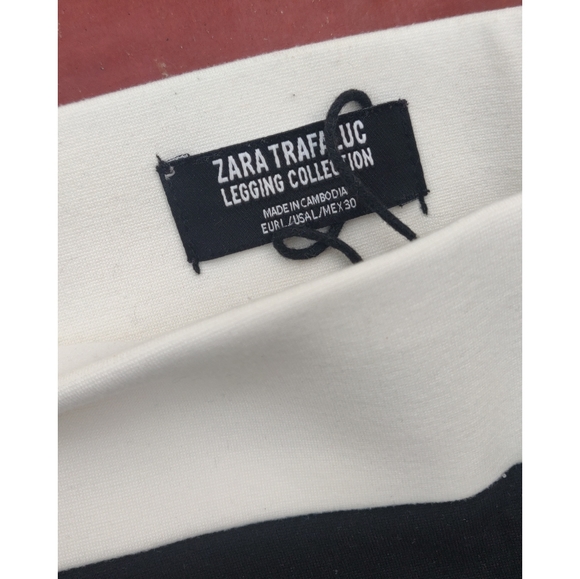 ZARA TRAFALUC
LEGGING COLLECTION
MADE IN CAMBODIA
EUR L/USA L/MEX 30